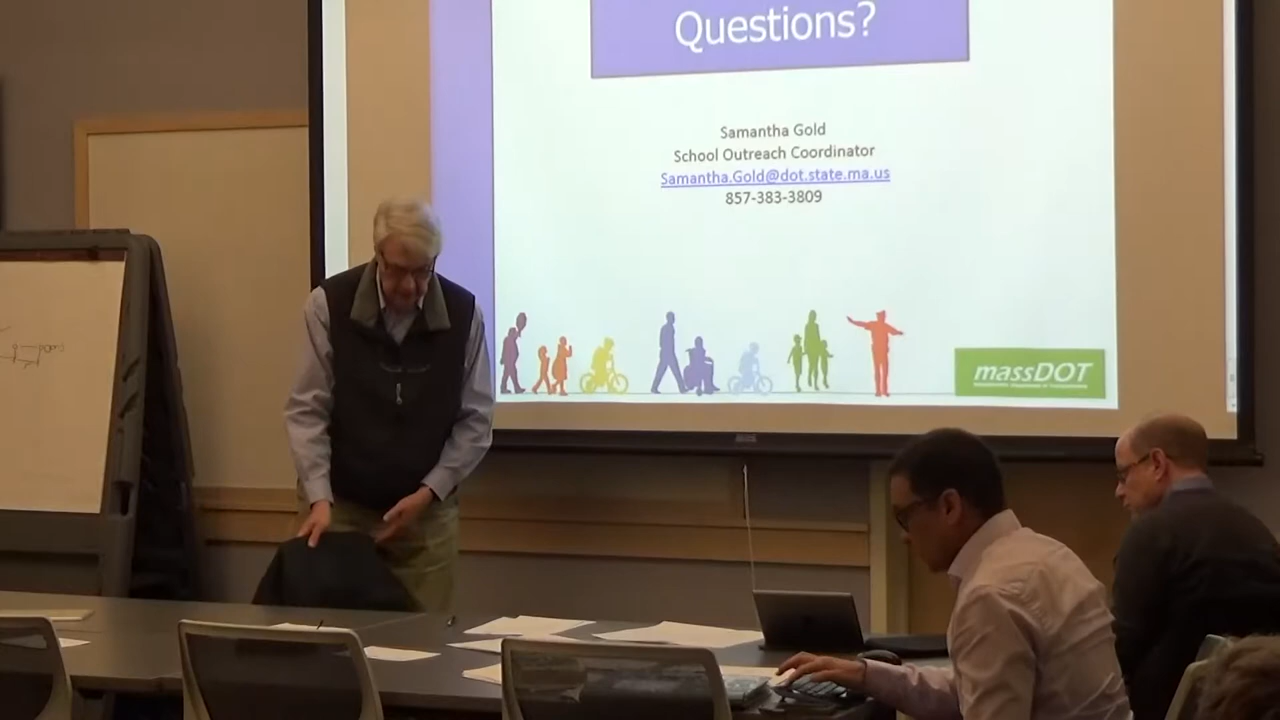 Questions?
Samantha Gold
School Outreach Coordinator
Samantha.Gold@dot.state.ma.us
857-383-3809
massDOT